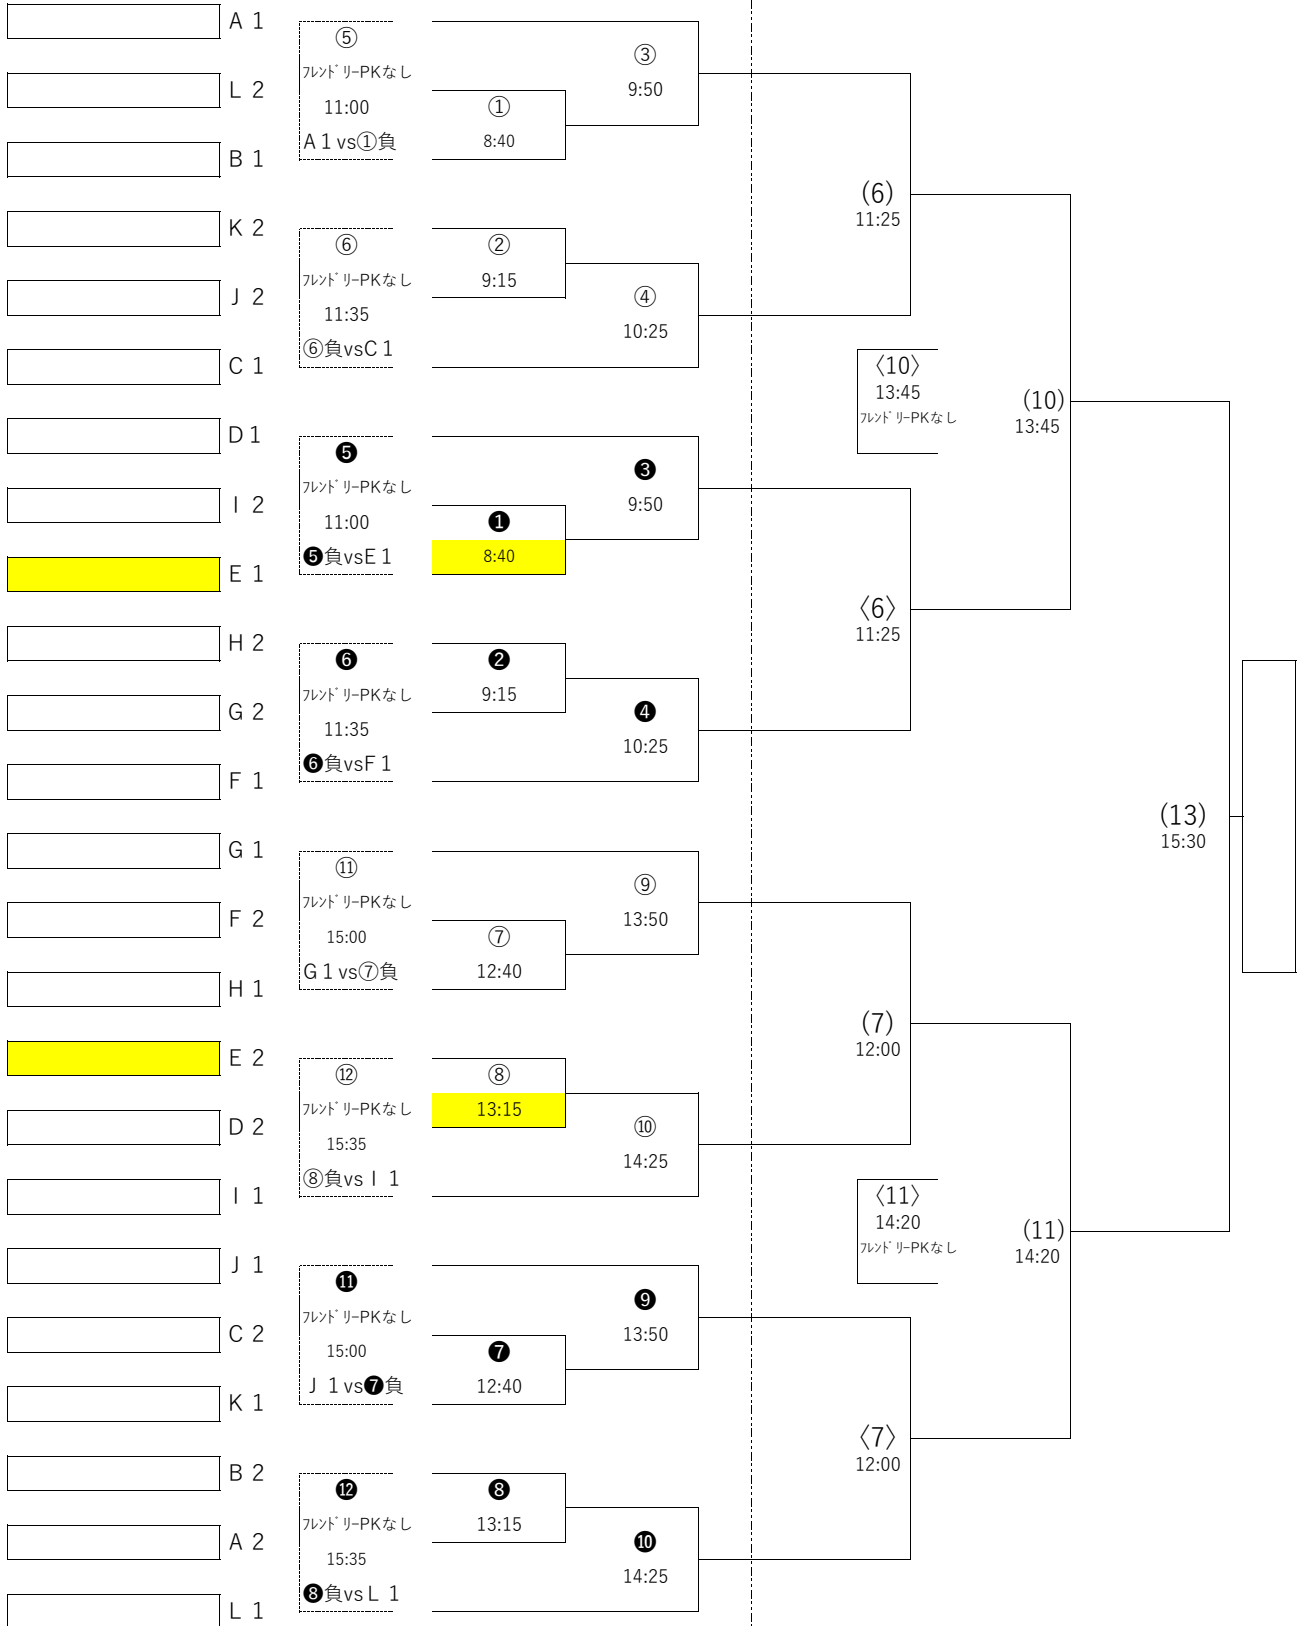 A 1
⑤
③
ﾌﾚﾝﾄﾞﾘｰPKなし
L 2
9:50
11:00
①
A 1 vs①負
8:40
B 1
(6)
11:25
K 2
⑥
②
ﾌﾚﾝﾄﾞﾘｰPKなし
9:15
J 2
④
11:35
10:25
⑥負vsC 1
C 1
〈10〉
13:45
(10)
ﾌﾚﾝﾄﾞﾘｰPKなし
13:45
D 1
❺
❸
ﾌﾚﾝﾄﾞﾘｰPKなし
I 2
9:50
11:00
❶
❺負vsE 1
8:40
E 1
〈6〉
11:25
H 2
❻
❷
ﾌﾚﾝﾄﾞﾘｰPKなし
9:15
G 2
❹
11:35
10:25
❻負vsF 1
F 1
(13)
15:30
G 1
⑪
⑨
ﾌﾚﾝﾄﾞﾘｰPKなし
F 2
13:50
15:00
⑦
G 1 vs⑦負
12:40
H 1
(7)
12:00
E 2
⑫
⑧
ﾌﾚﾝﾄﾞﾘｰPKなし
13:15
D 2
⑩
15:35
14:25
⑧負vs I 1
I 1
〈11〉
14:20
(11)
ﾌﾚﾝﾄﾞﾘｰPKなし
14:20
J 1
⓫
❾
ﾌﾚﾝﾄﾞﾘｰPKなし
C 2
13:50
15:00
❼
J 1 vs❼負
12:40
K 1
〈7〉
12:00
B 2
⓬
❽
ﾌﾚﾝﾄﾞﾘｰPKなし
13:15
A 2
❿
15:35
14:25
❽負vs L 1
L 1